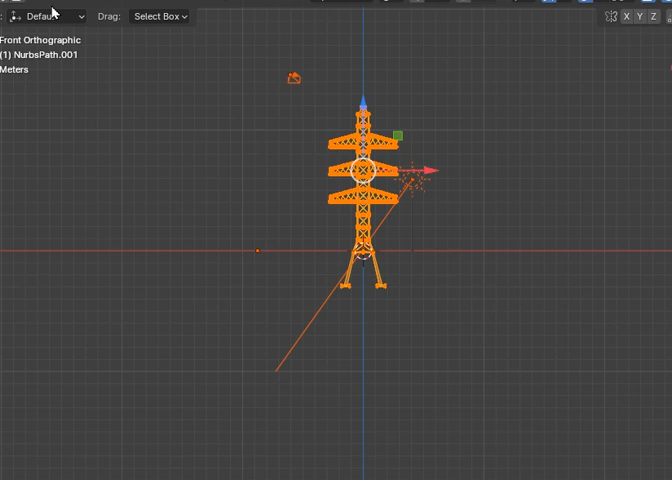 : Default Drag: Select Box X Y Z
Front Orthographic
(1) NurbsPath.001
Meters